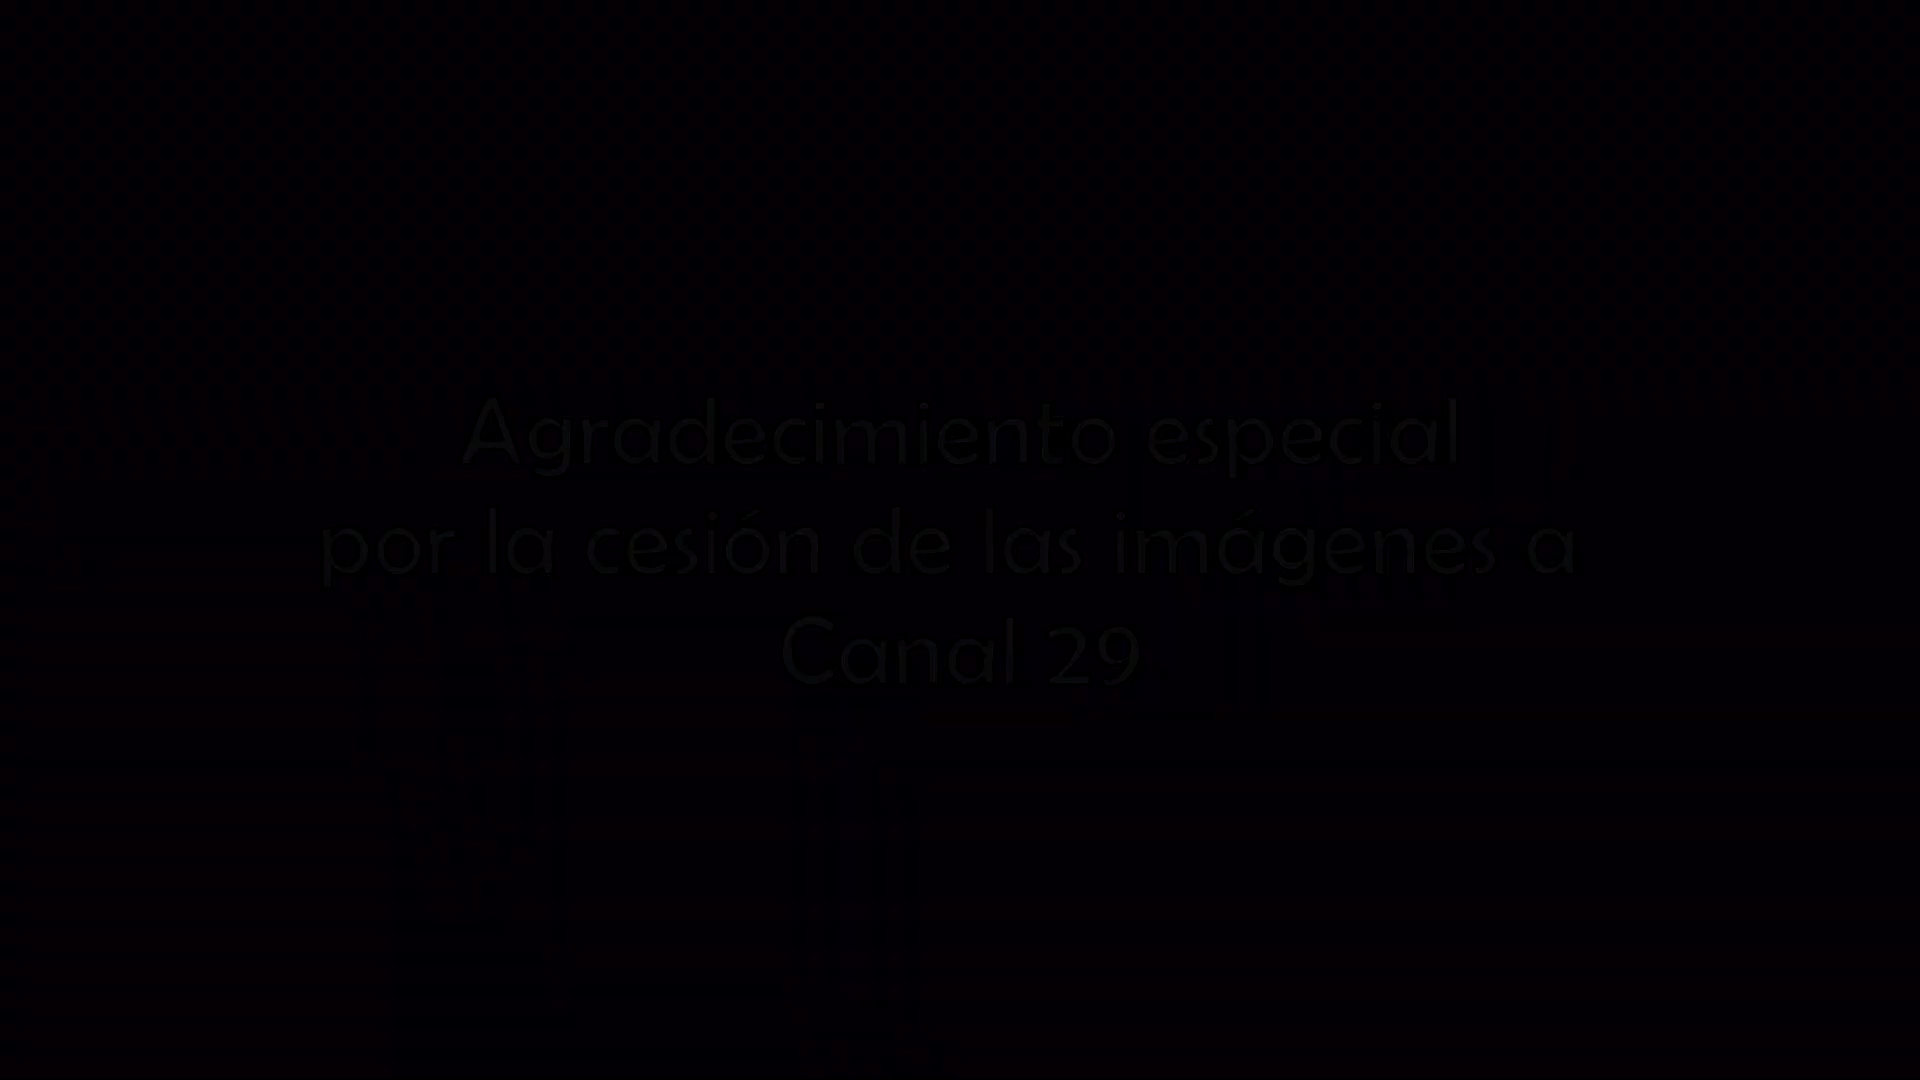 Agradecimiento especial
por la cesión de las imágenes a
Canal 29